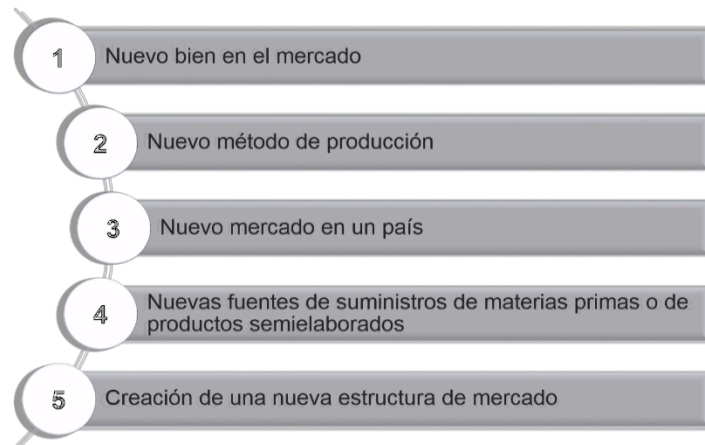 1
Nuevo bien en el mercado
2
Nuevo método de producción
3
Nuevo mercado en un país
4
Nuevas fuentes de suministros de materias primas o de
productos semielaborados
5
Creación de una nueva estructura de mercado